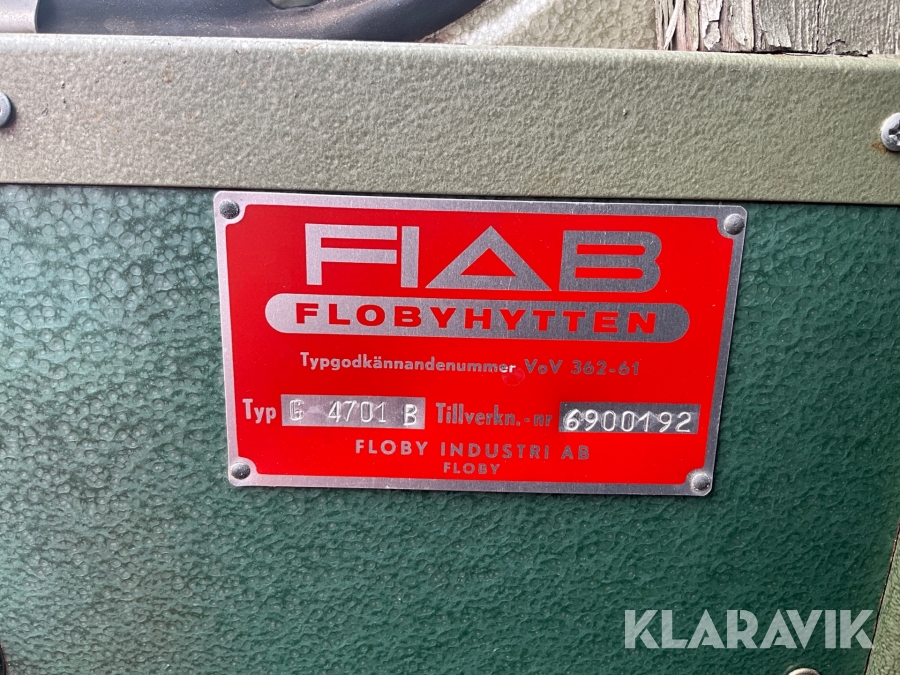 FIAB
FLOBYHYTTEN
Typgodkännandenummer VoV 362-61
Typ G 4701 B Tillverkn.-nr 6900192
FLOBY INDUSTRI AB
FLOBY
KLARAVIK